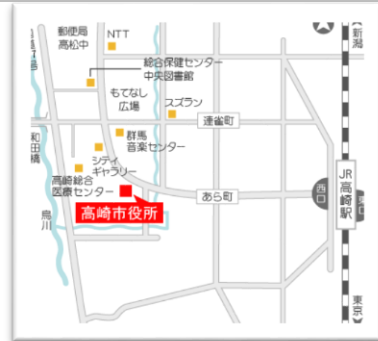 郵便局
高松中
NTT
新潟
総合保健センター
中央図書館
もてなし
広場
スズラン
連雀町
和田橋
群馬
音楽センター
シティ
ギャラリー
高崎総合
医療センター
あら町
西口
JR高崎駅
東口
烏川
高崎市役所
東京